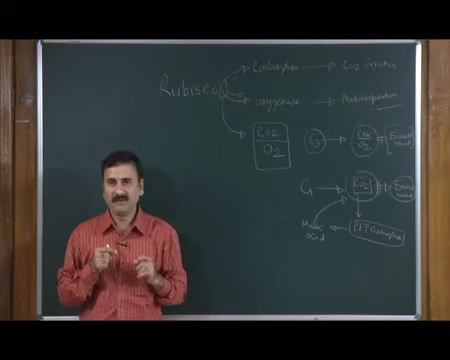 Rubisco
Carboxylase CO2 fixation
Oxygenase Photorespiration
CO2
O2
C3 CO2
O2
C4 CO2
Malic
acid PEP Carboxylase